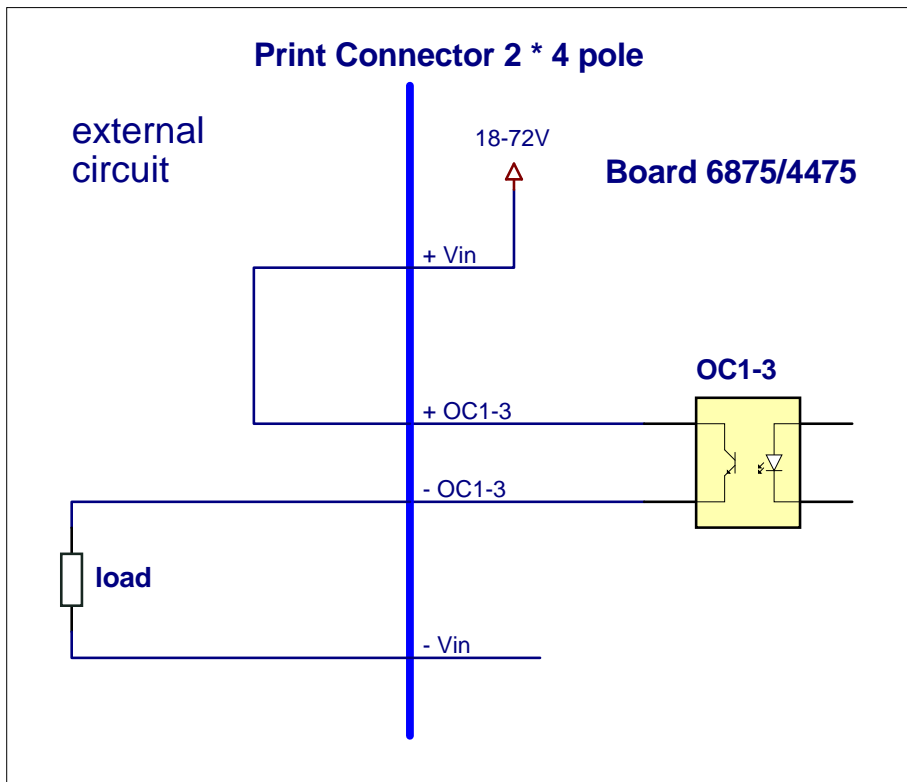 Print Connector 2 * 4 pole
external
circuit
18-72V
Board 6875/4475
+ Vin
OC1-3
+ OC1-3
- OC1-3
load
- Vin